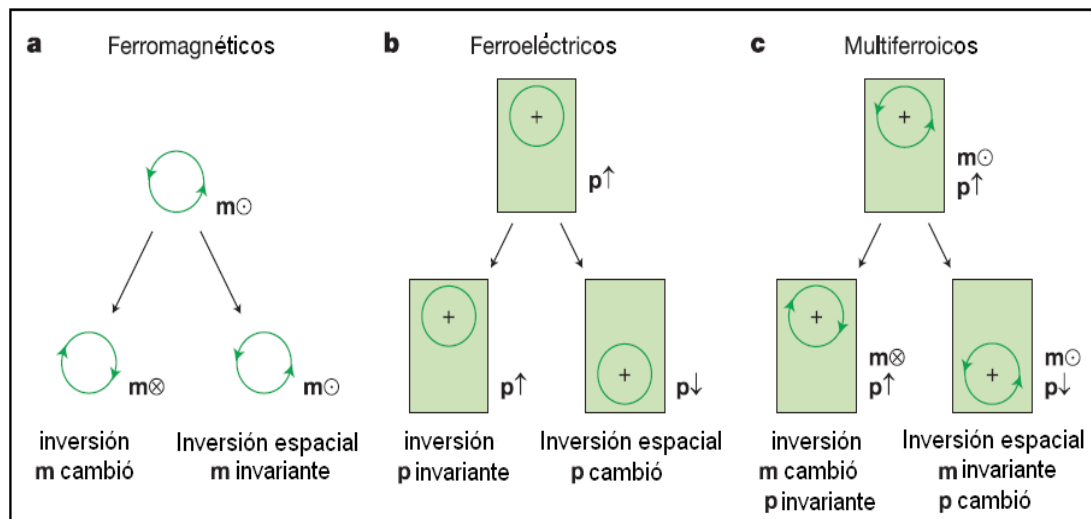 a Ferromagnéticos
m⊙
m⊗
m⊙
inversión
m cambió
Inversión espacial
m invariante
b Ferroeléctricos
+
p↑
+
p↑
+
p↓
inversión
p invariante
Inversión espacial
p cambió
c Multiferroicos
+
m⊙
p↑
+
m⊗
p↑
+
m⊙
p↓
inversión
m cambió
p invariante
Inversión espacial
m invariante
p cambió